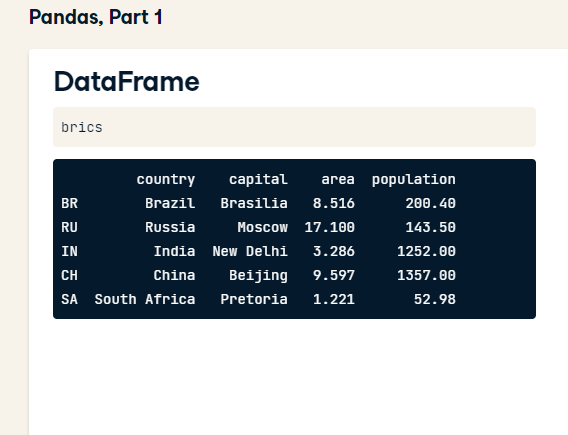 Pandas, Part 1
DataFrame
brics
country capital area population
BR Brazil Brasilia 8.516 200.40
RU Russia Moscow 17.100 143.50
IN India New Delhi 3.286 1252.00
CH China Beijing 9.597 1357.00
SA South Africa Pretoria 1.221 52.98